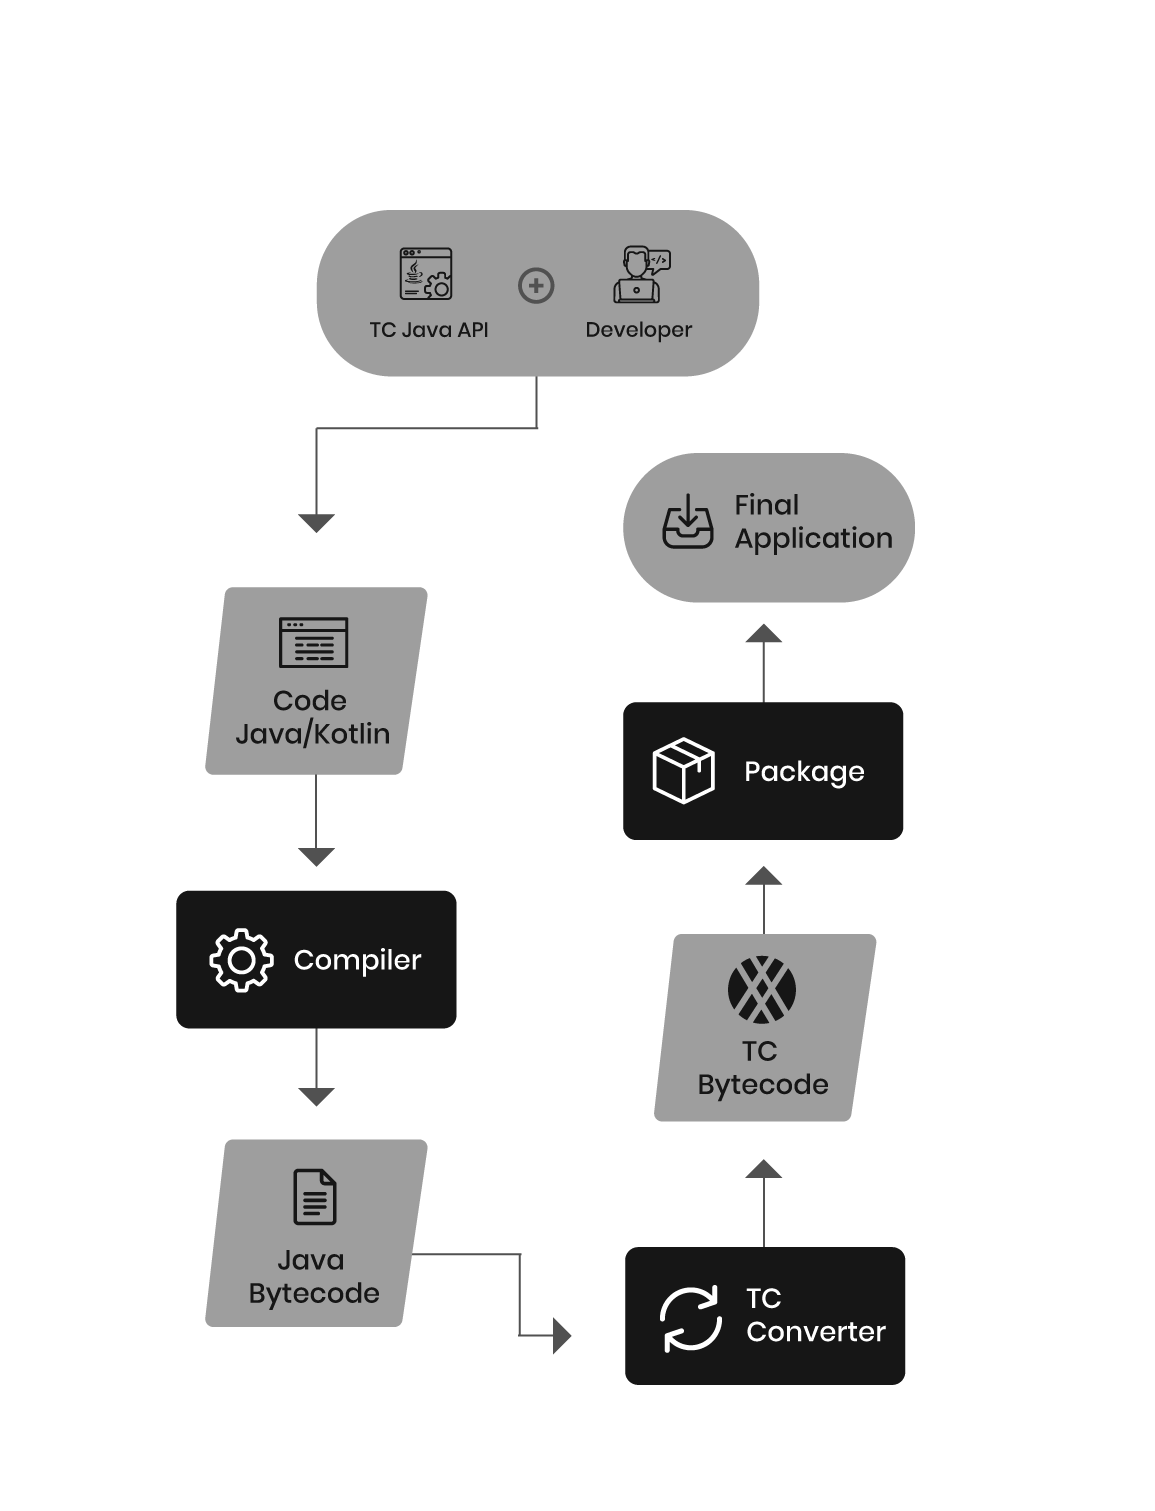 TC Java API
Developer
Code
Java/Kotlin
Compiler
Java
Bytecode
TC
Converter
TC
Bytecode
Package
Final
Application